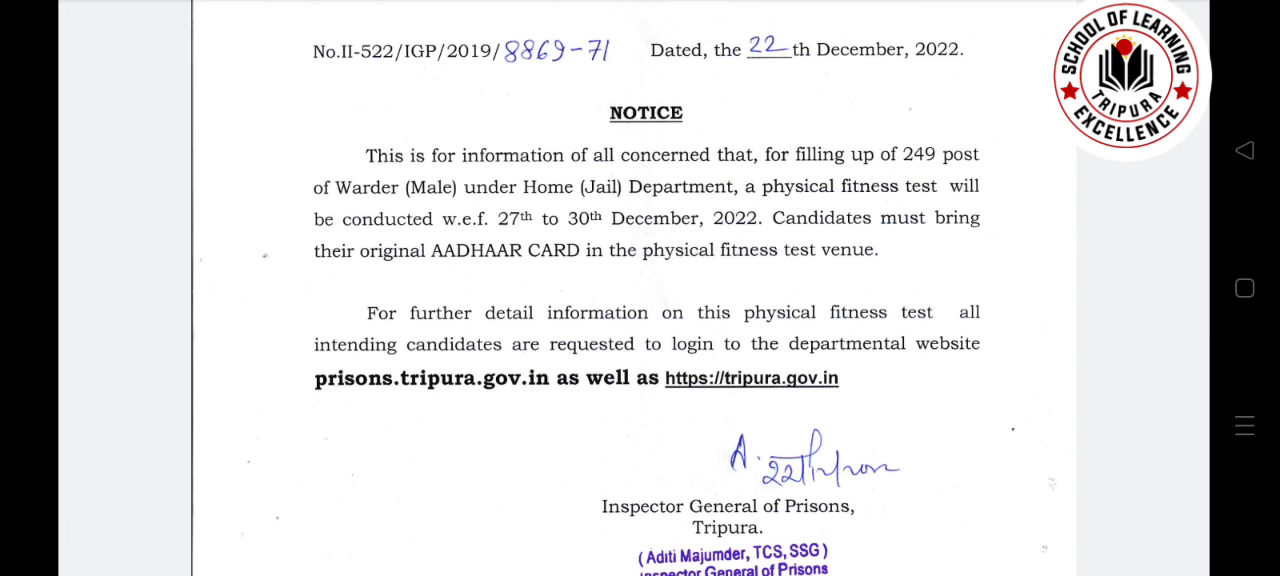 No.II-522/IGP/2019/8869-71 Dated, the 22th December, 2022.
SCHOOL OF LEARNING
TRIPURA
EXCELLENCE
NOTICE
This is for information of all concerned that, for filling up of 249 post
of Warder (Male) under Home (Jail) Department, a physical fitness test will
be conducted w.e.f. 27th to 30th December, 2022. Candidates must bring
their original AADHAAR CARD in the physical fitness test venue.
For further detail information on this physical fitness test all
intending candidates are requested to login to the departmental website
prisons.tripura.gov.in as well as https://tripura.gov.in
Inspector General of Prisons,
Tripura.
(Aditi Majumder, TCS, SSG)
Inspector General of Prisons